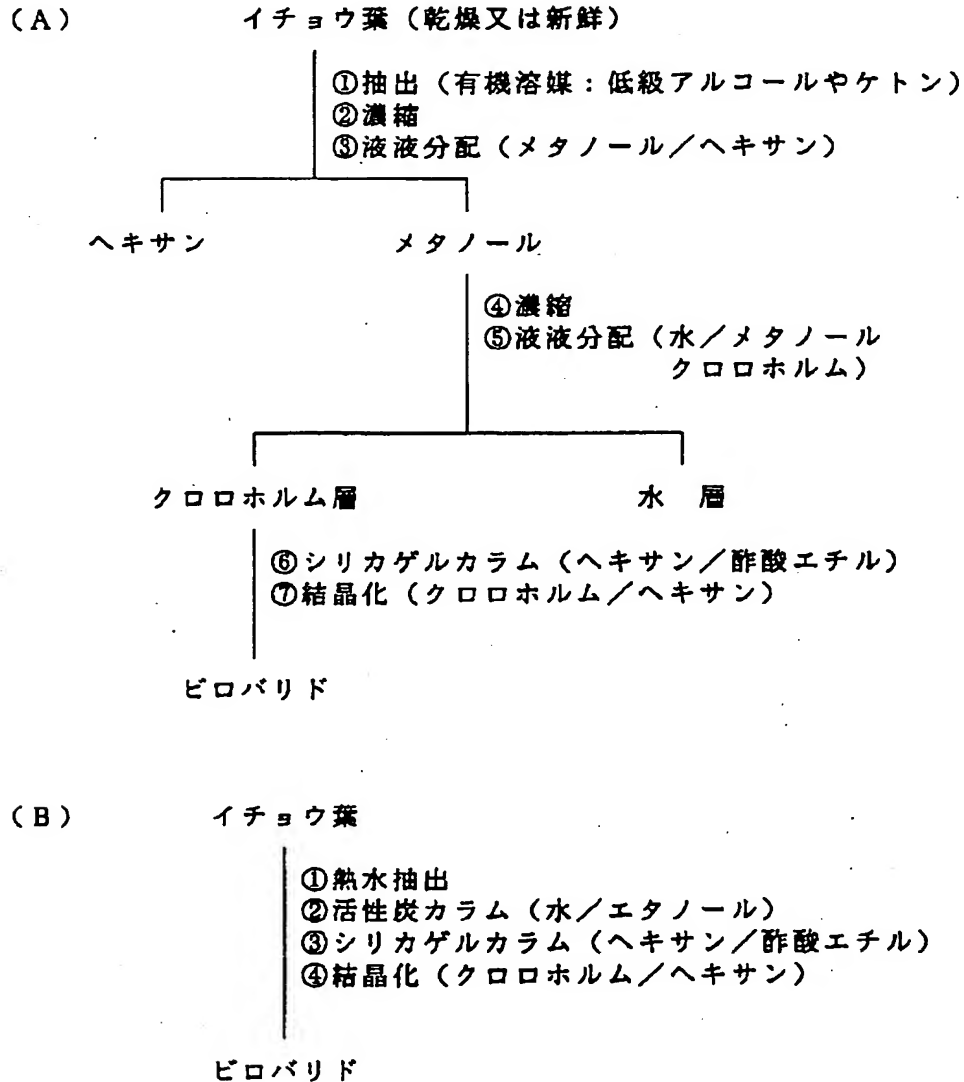 (A) イチョウ葉（乾燥又は新鮮）
①抽出（有機溶媒：低級アルコールやケトン）
②濃縮
③液液分配（メタノール／ヘキサン）
ヘキサン メタノール
④濃縮
⑤液液分配（水／メタノール
クロロホルム）
クロロホルム層 水 層
⑥シリカゲルカラム（ヘキサン／酢酸エチル）
⑦結晶化（クロロホルム／ヘキサン）
ビロバリド
(B) イチョウ葉
①熱水抽出
②活性炭カラム（水／エタノール）
③シリカゲルカラム（ヘキサン／酢酸エチル）
④結晶化（クロロホルム／ヘキサン）
ビロバリド